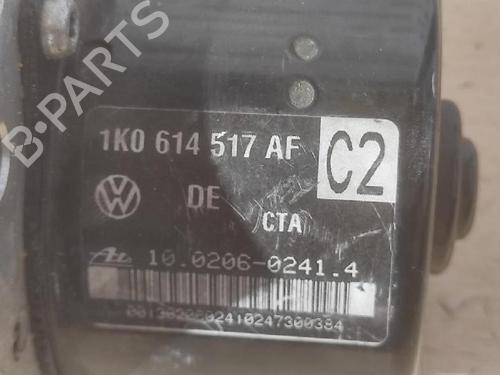 B-PARTS
1K0 614 517 AF
C2
DE
CTA
10.0206-0241.4